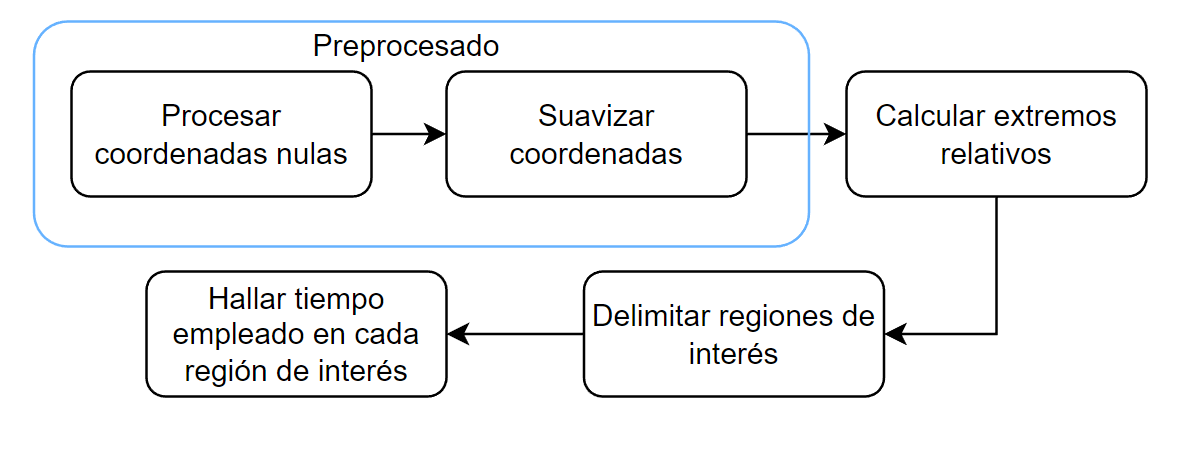 Preprocesado
Procesar
coordenadas nulas
Suavizar
coordenadas
Calcular extremos
relativos
Delimitar regiones de
interés
Hallar tiempo
empleado en cada
región de interés